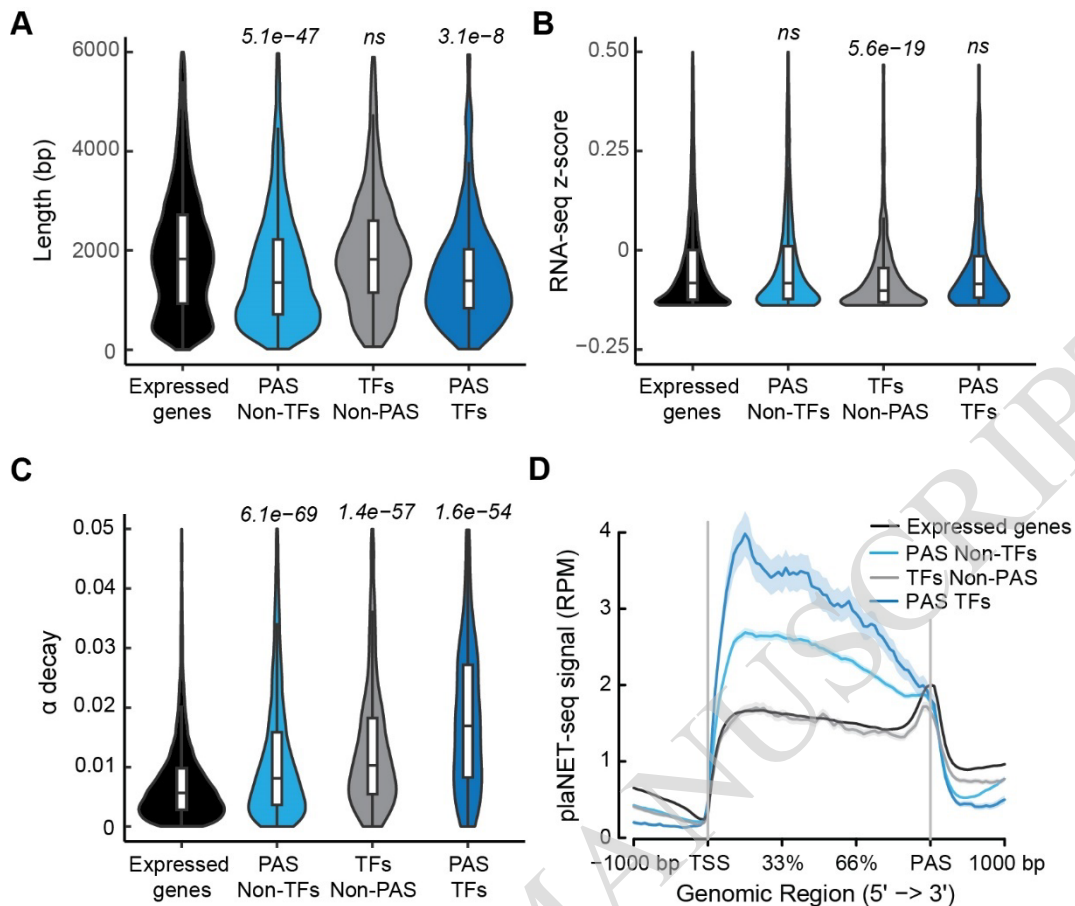 A
5.1e−47 ns 3.1e−8
6000
4000
2000
0
Length (bp)
Expressed genes
PAS Non-TFs
TFs Non-PAS
PAS TFs
B
ns 5.6e−19 ns
0.50
0.25
0
−0.25
RNA-seq z-score
Expressed genes
PAS Non-TFs
TFs Non-PAS
PAS TFs
C
6.1e−69 1.4e−57 1.6e−54
0.05
0.04
0.03
0.02
0.01
0
α decay
Expressed genes
PAS Non-TFs
TFs Non-PAS
PAS TFs
D
4
3
2
1
0
plaNET-seq signal (RPM)
Expressed genes
PAS Non-TFs
TFs Non-PAS
PAS TFs
−1000 bp TSS 33% 66% PAS 1000 bp
Genomic Region (5' −> 3')
MANUSCRIPT